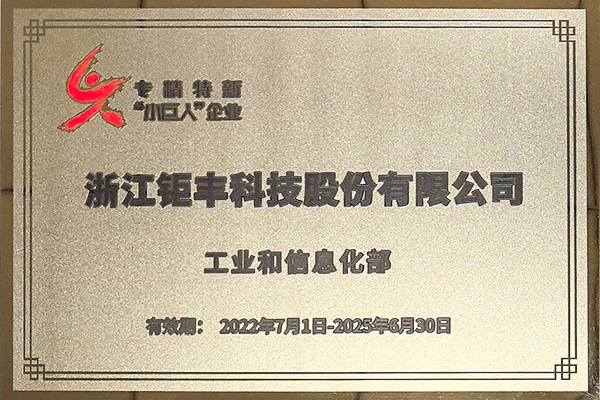 专精特新
“小巨人”企业
浙江钜丰科技股份有限公司
工业和信息化部
有效期： 2022年7月1日-2025年6月30日